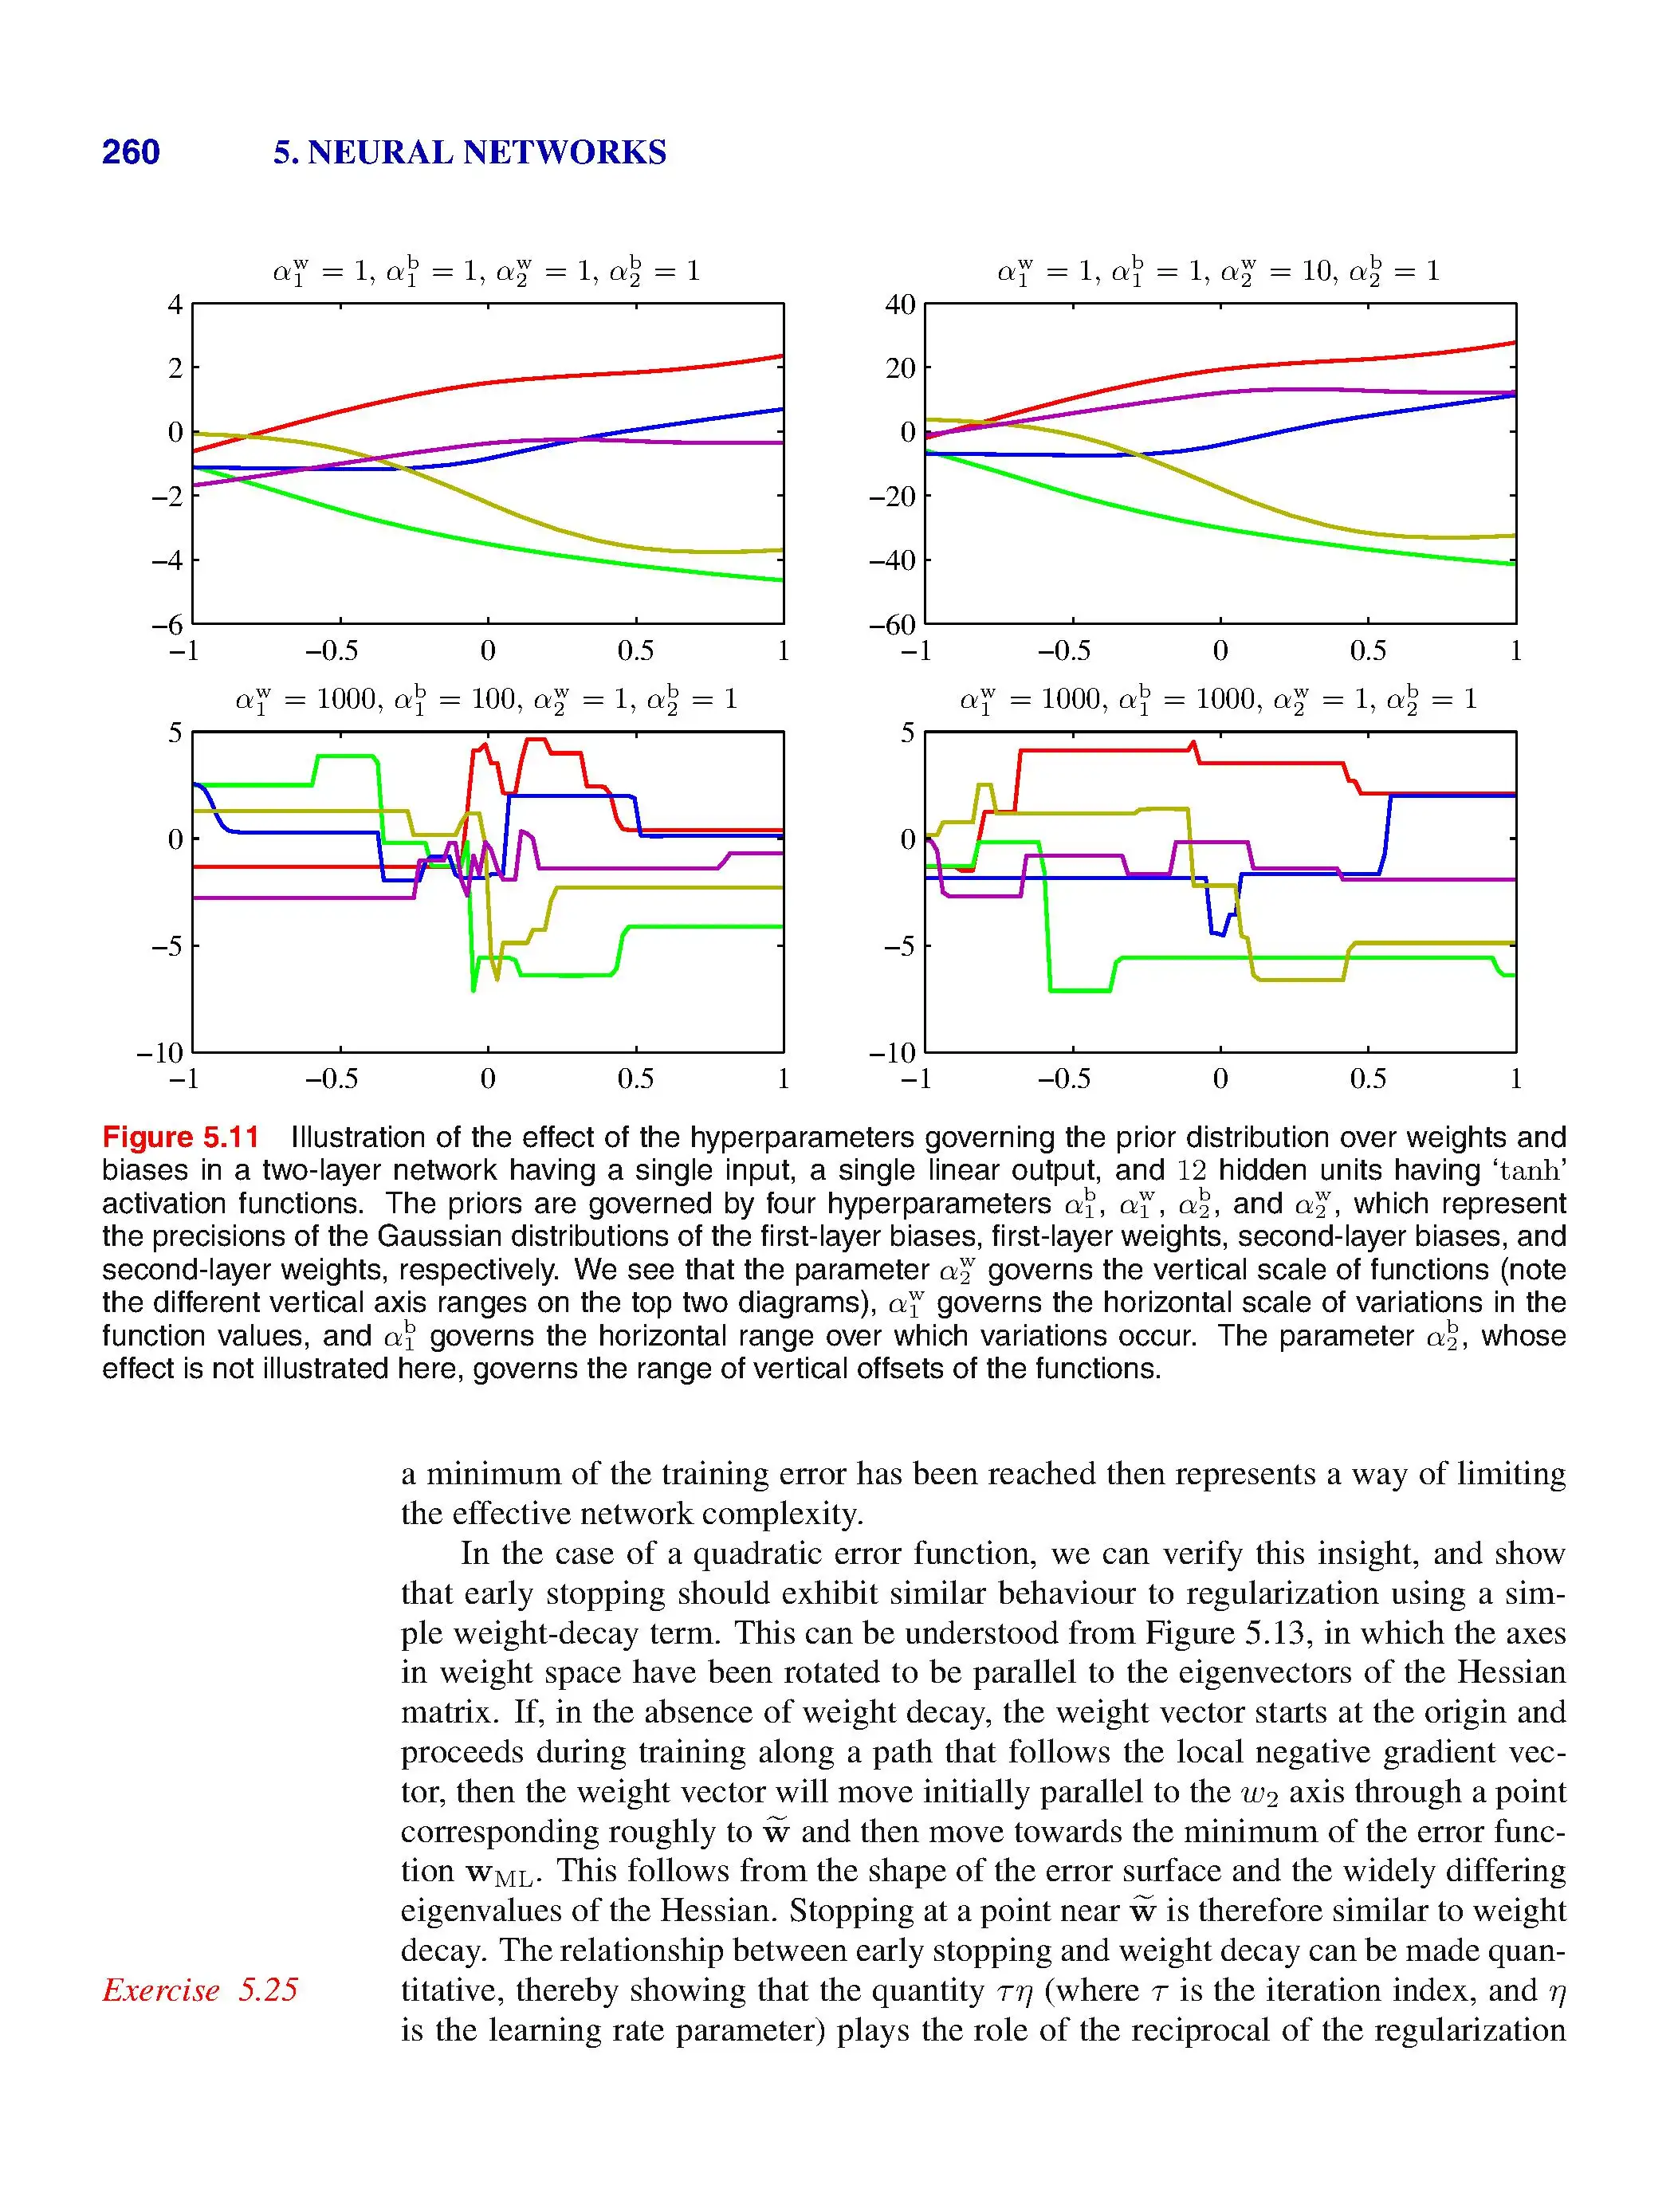 260 5. NEURAL NETWORKS
α₁ʷ = 1, α₁ᵇ = 1, α₂ʷ = 1, α₂ᵇ = 1
4
2
0
−2
−4
−6
−1 −0.5 0 0.5 1
α₁ʷ = 1, α₁ᵇ = 1, α₂ʷ = 10, α₂ᵇ = 1
40
20
0
−20
−40
−60
−1 −0.5 0 0.5 1
α₁ʷ = 1000, α₁ᵇ = 100, α₂ʷ = 1, α₂ᵇ = 1
5
0
−5
−10
−1 −0.5 0 0.5 1
α₁ʷ = 1000, α₁ᵇ = 1000, α₂ʷ = 1, α₂ᵇ = 1
5
0
−5
−10
−1 −0.5 0 0.5 1
Figure 5.11 Illustration of the effect of the hyperparameters governing the prior distribution over weights and
biases in a two-layer network having a single input, a single linear output, and 12 hidden units having ‘tanh’
activation functions. The priors are governed by four hyperparameters α₁ᵇ, α₁ʷ, α₂ᵇ, and α₂ʷ, which represent
the precisions of the Gaussian distributions of the first-layer biases, first-layer weights, second-layer biases, and
second-layer weights, respectively. We see that the parameter α₂ʷ governs the vertical scale of functions (note
the different vertical axis ranges on the top two diagrams), α₁ʷ governs the horizontal scale of variations in the
function values, and α₁ᵇ governs the horizontal range over which variations occur. The parameter α₂ᵇ, whose
effect is not illustrated here, governs the range of vertical offsets of the functions.
a minimum of the training error has been reached then represents a way of limiting
the effective network complexity.
In the case of a quadratic error function, we can verify this insight, and show
that early stopping should exhibit similar behaviour to regularization using a sim-
ple weight-decay term. This can be understood from Figure 5.13, in which the axes
in weight space have been rotated to be parallel to the eigenvectors of the Hessian
matrix. If, in the absence of weight decay, the weight vector starts at the origin and
proceeds during training along a path that follows the local negative gradient vec-
tor, then the weight vector will move initially parallel to the w₂ axis through a point
corresponding roughly to w̃ and then move towards the minimum of the error func-
tion w_ML. This follows from the shape of the error surface and the widely differing
eigenvalues of the Hessian. Stopping at a point near w̃ is therefore similar to weight
decay. The relationship between early stopping and weight decay can be made quan-
Exercise 5.25 titative, thereby showing that the quantity τη (where τ is the iteration index, and η
is the learning rate parameter) plays the role of the reciprocal of the regularization